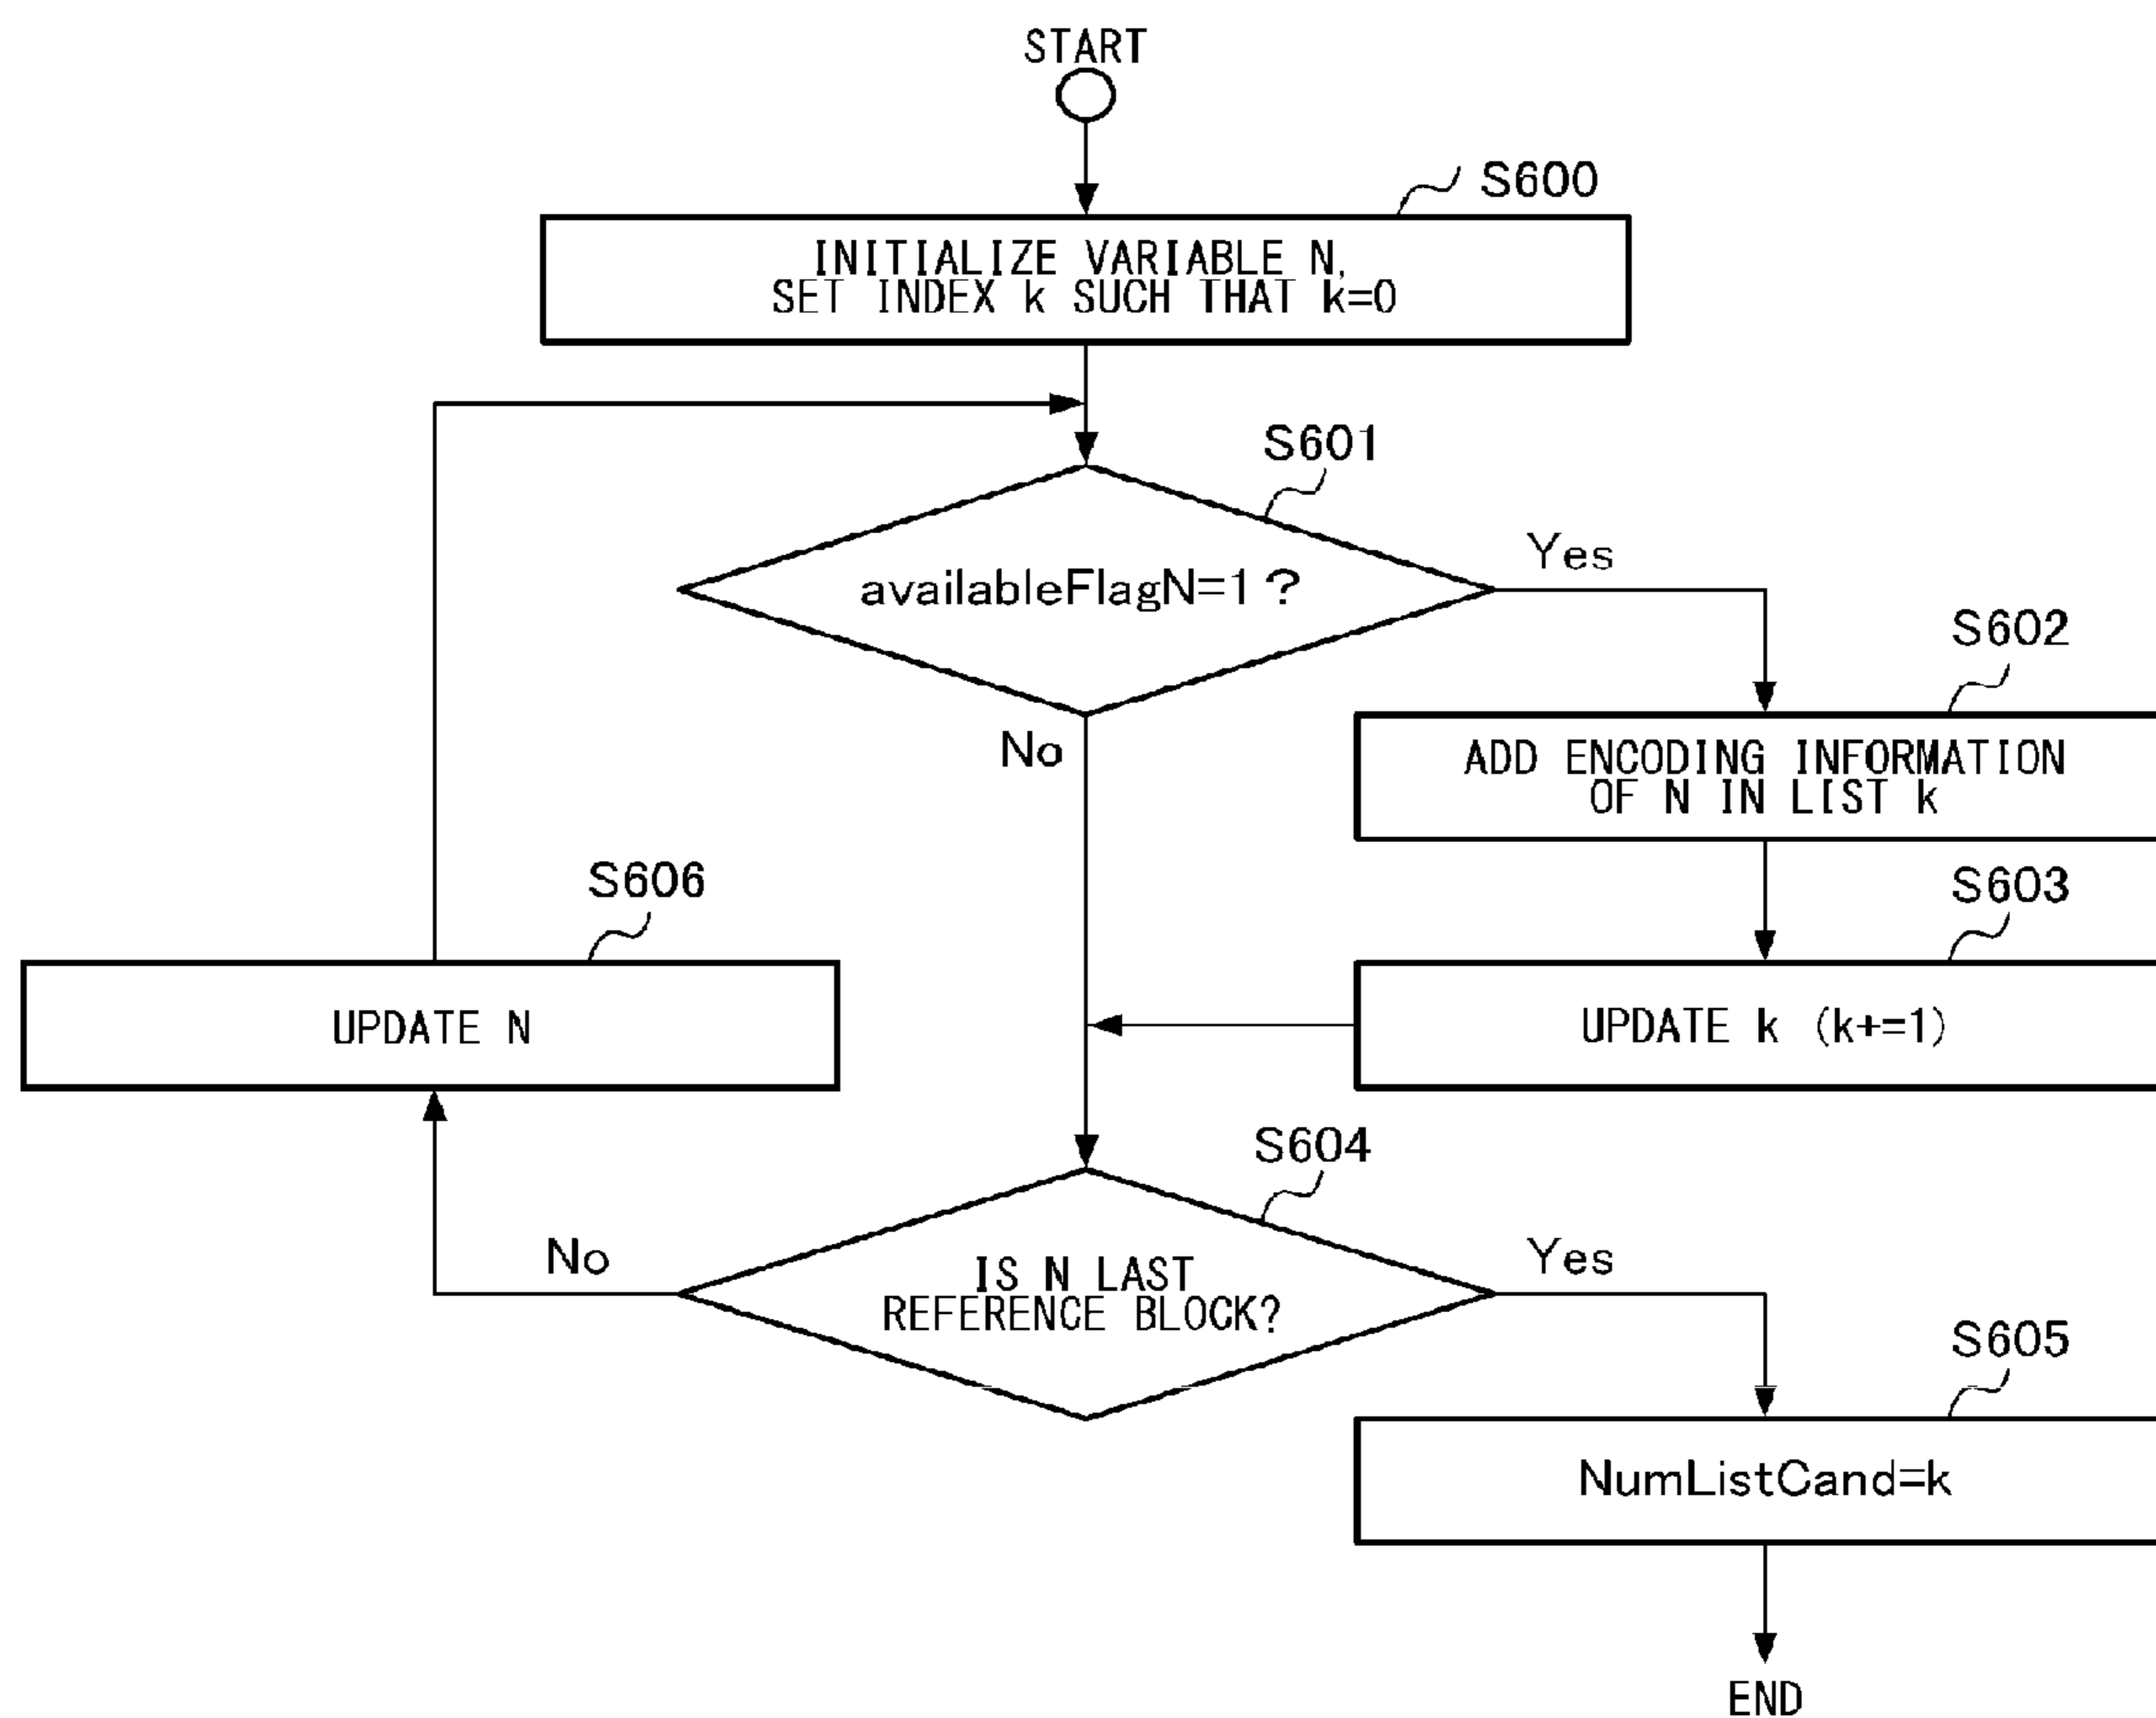 START
S600
INITIALIZE VARIABLE N,
SET INDEX k SUCH THAT k=0
S601
availableFlagN=1?
Yes
No
S602
ADD ENCODING INFORMATION
OF N IN LIST k
S603
UPDATE k (k+=1)
S606
UPDATE N
S604
IS N LAST
REFERENCE BLOCK?
No
Yes
S605
NumListCand=k
END